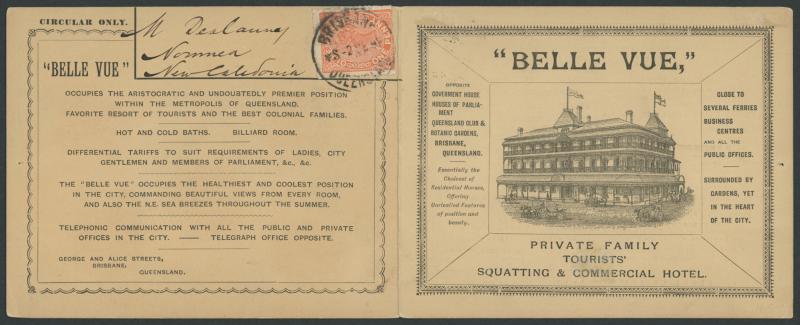 CIRCULAR ONLY.
M Deslaunay
Noumea
New Caledonia
BRISBANE
QUEENSLAND
"BELLE VUE"
OCCUPIES THE ARISTOCRATIC AND UNDOUBTEDLY PREMIER POSITION
WITHIN THE METROPOLIS OF QUEENSLAND.
FAVORITE RESORT OF TOURISTS AND THE BEST COLONIAL FAMILIES.
HOT AND COLD BATHS. BILLIARD ROOM.
DIFFERENTIAL TARIFFS TO SUIT REQUIREMENTS OF LADIES, CITY
GENTLEMEN AND MEMBERS OF PARLIAMENT, &c., &c.
THE "BELLE VUE" OCCUPIES THE HEALTHIEST AND COOLEST POSITION
IN THE CITY, COMMANDING BEAUTIFUL VIEWS FROM EVERY ROOM,
AND ALSO THE N.E. SEA BREEZES THROUGHOUT THE SUMMER.
TELEPHONIC COMMUNICATION WITH ALL THE PUBLIC AND PRIVATE
OFFICES IN THE CITY. — TELEGRAPH OFFICE OPPOSITE.
GEORGE AND ALICE STREETS,
BRISBANE,
QUEENSLAND.
"BELLE VUE,"
OPPOSITE
GOVERMENT HOUSE
HOUSES OF PARLIA-
MENT
QUEENSLAND CLUB &
BOTANIC GARDENS,
BRISBANE,
QUEENSLAND.
Essentially the
Choicest of
Residential Houses,
Offering
Unrivalled Features
of position and
beauty.
CLOSE TO
SEVERAL FERRIES
BUSINESS
CENTRES
AND ALL THE
PUBLIC OFFICES.
SURROUNDED BY
GARDENS, YET
IN THE HEART
OF THE CITY.
PRIVATE FAMILY
TOURISTS'
SQUATTING & COMMERCIAL HOTEL.